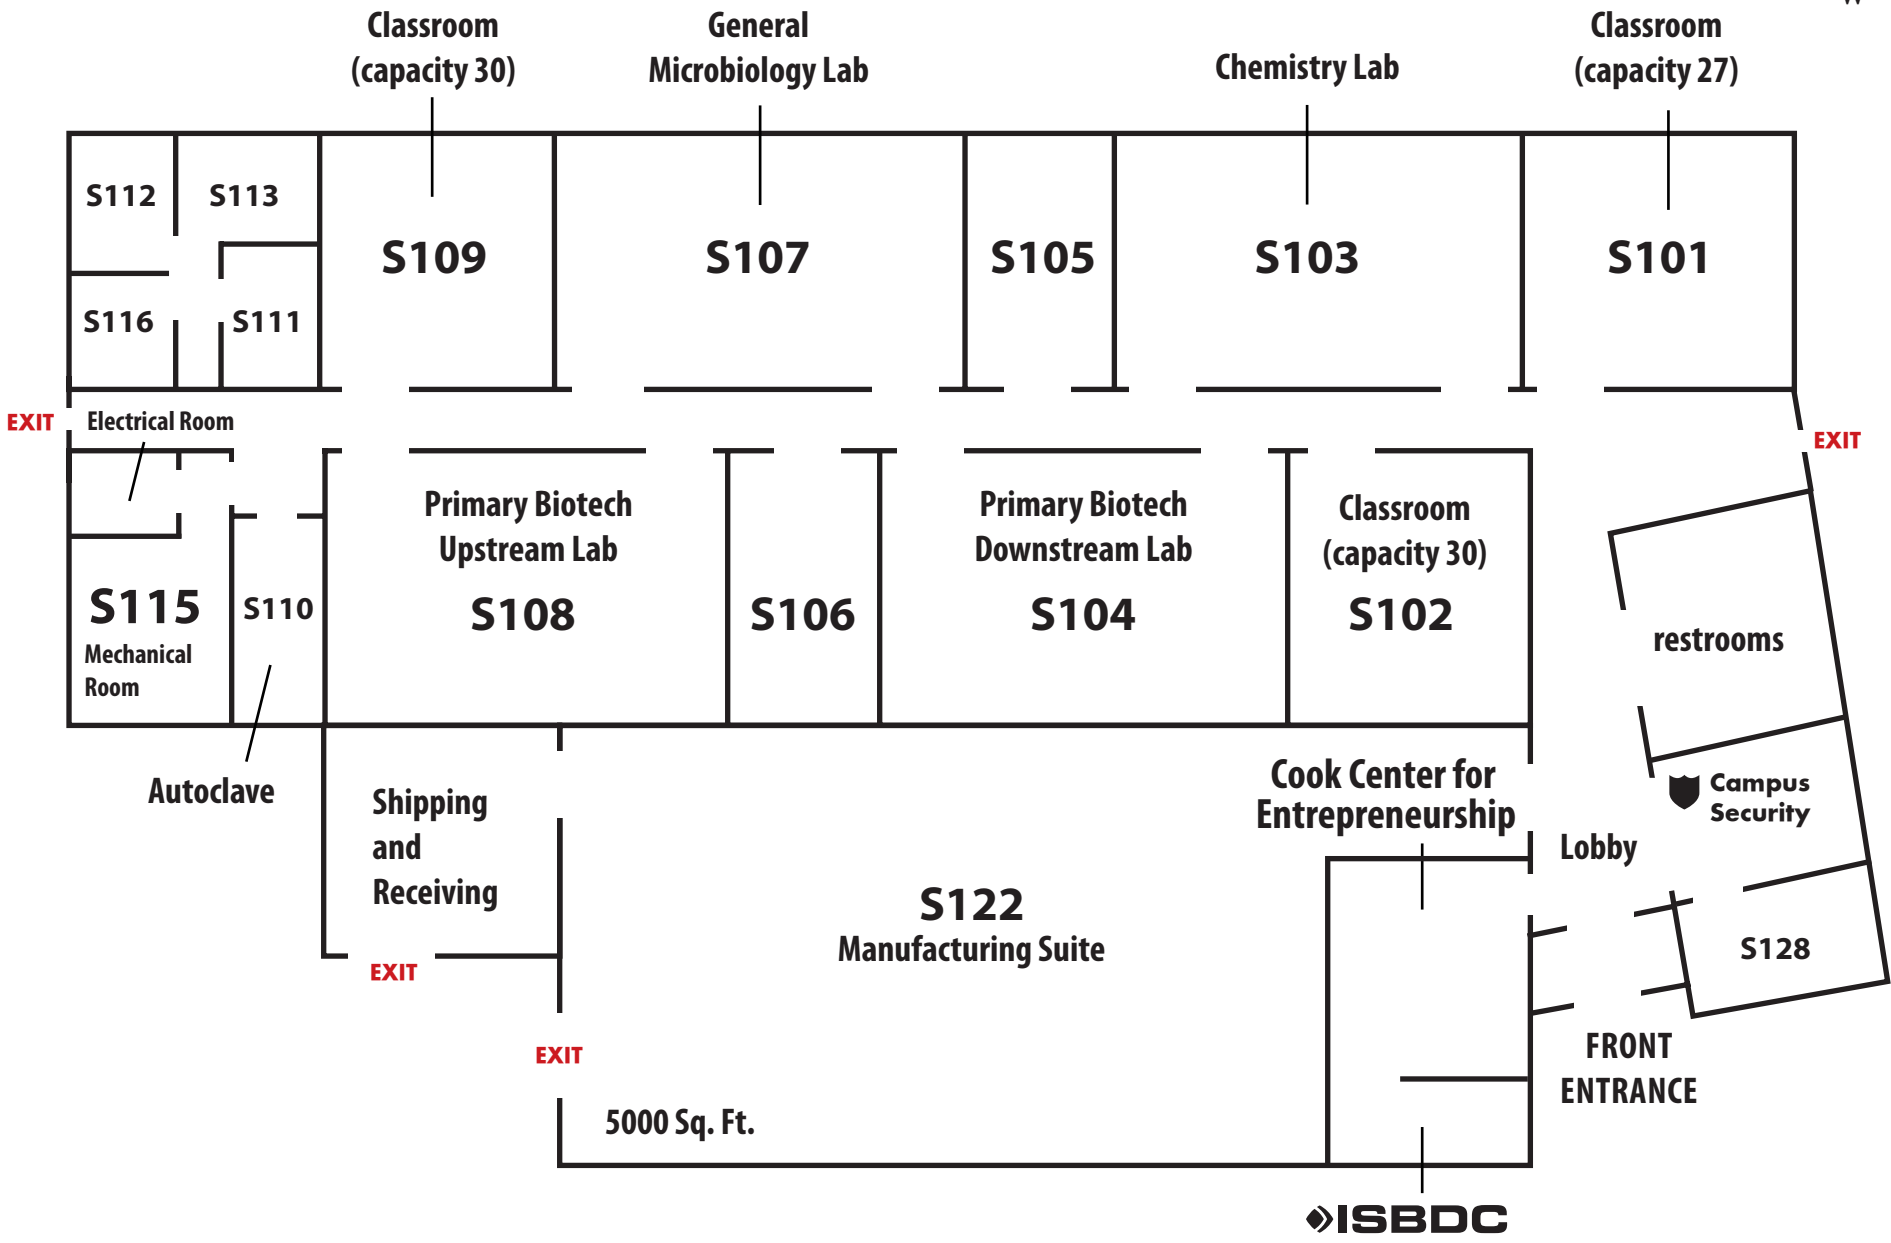 W
Classroom
(capacity 30)
General
Microbiology Lab
Chemistry Lab
Classroom
(capacity 27)
S112
S113
S109
S107
S105
S103
S101
S116
S111
EXIT
Electrical Room
EXIT
Primary Biotech
Upstream Lab
S108
S106
Primary Biotech
Downstream Lab
S104
Classroom
(capacity 30)
S102
S115
Mechanical
Room
S110
restrooms
Autoclave
Shipping
and
Receiving
Cook Center for
Entrepreneurship
Campus
Security
Lobby
S122
Manufacturing Suite
S128
EXIT
EXIT
FRONT
ENTRANCE
5000 Sq. Ft.
ISBDC